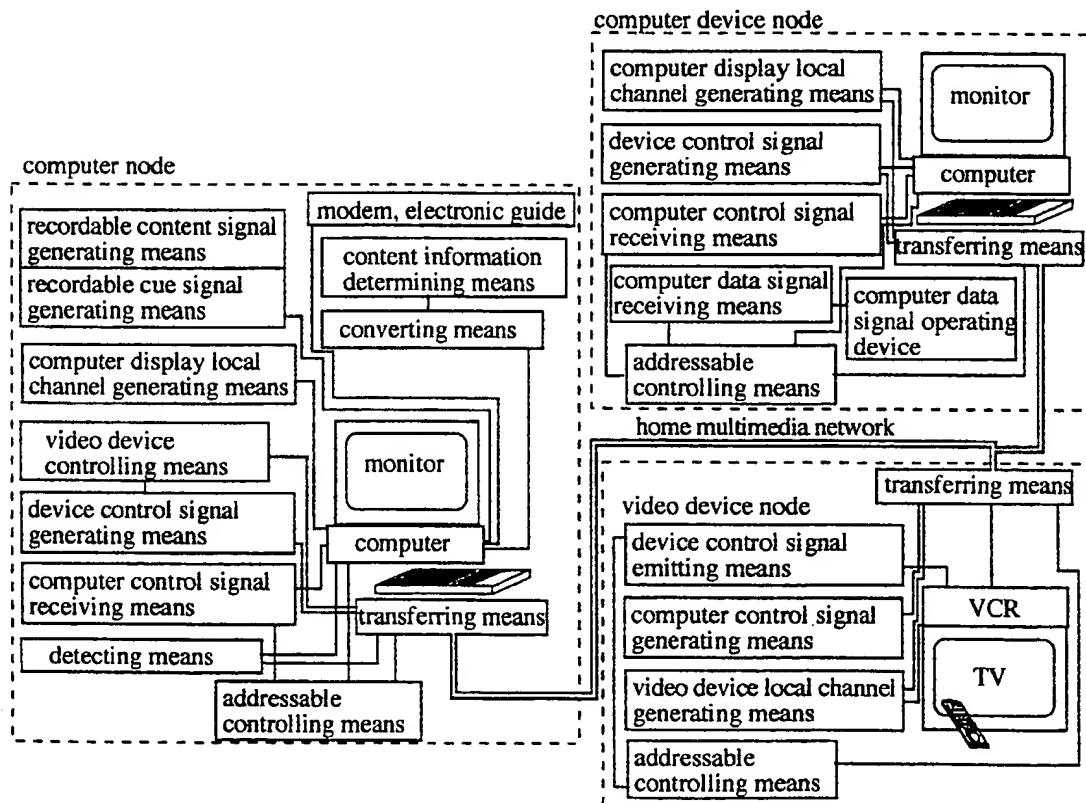 computer device node
computer display local
channel generating means
monitor
device control signal
generating means
computer
computer control signal
receiving means
transferring means
computer data signal
receiving means
computer data
signal operating
device
addressable
controlling means
computer node
recordable content signal
generating means
recordable cue signal
generating means
modem, electronic guide
content information
determining means
converting means
computer display local
channel generating means
video device
controlling means
monitor
device control signal
generating means
computer
computer control signal
receiving means
transferring means
detecting means
addressable
controlling means
home multimedia network
transferring means
video device node
device control signal
emitting means
VCR
computer control signal
generating means
TV
video device local channel
generating means
addressable
controlling means